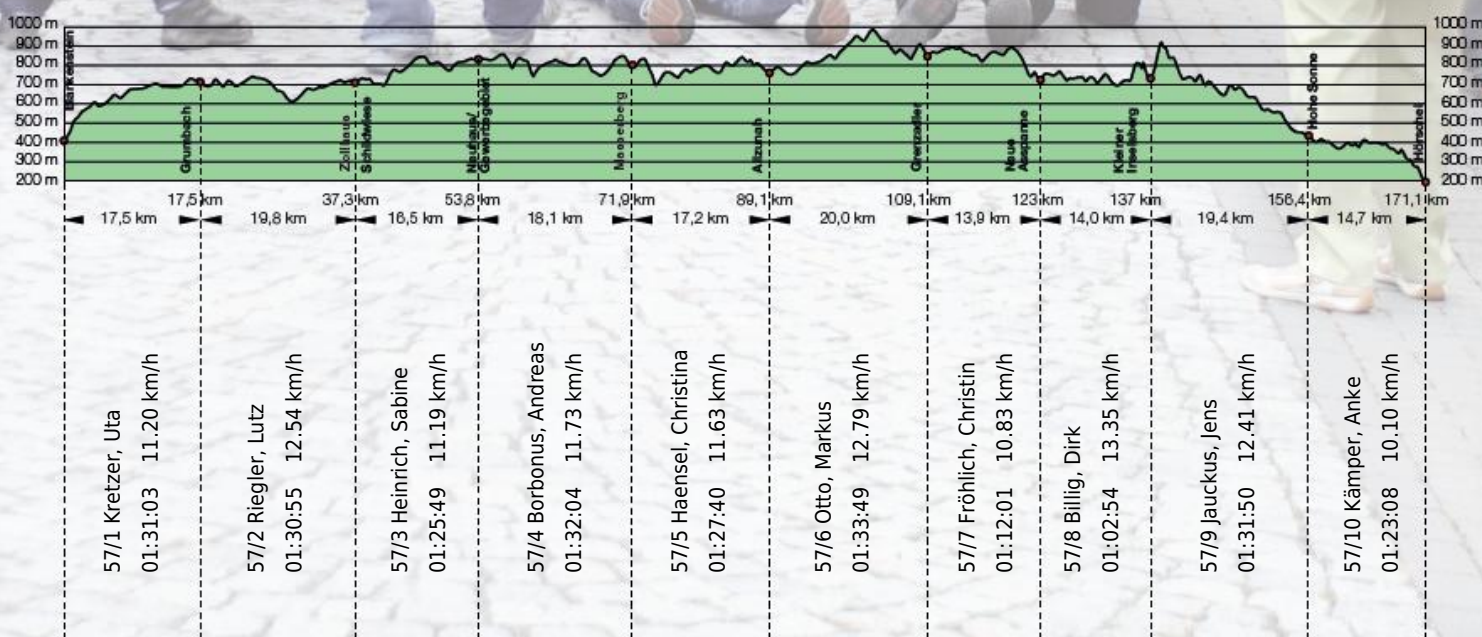 1000 m
900 m
800 m
700 m
600 m
500 m
400 m
300 m
200 m
1000 m
900 m
800 m
700 m
600 m
500 m
400 m
300 m
200 m
Blankenstein
Grumbach
Zollhaus
Schildwiese
Neuhaus/
Masserberg
Allzunah
Grenzadler
Neue
Ausspanne
Kleiner
Inselsberg
Hohe Sonne
Hörschel
17,5 km
37,3 km
53,8 km
71,9 km
89,1 km
109,1 km
123 km
137 km
156,4 km
171,1 km
17,5 km
19,8 km
16,5 km
18,1 km
17,2 km
20,0 km
13,9 km
14,0 km
19,4 km
14,7 km
57/1 Kretzer, Uta
01:31:03 11.20 km/h
57/2 Riegler, Lutz
01:30:55 12.54 km/h
57/3 Heinrich, Sabine
01:25:49 11.19 km/h
57/4 Borbonus, Andreas
01:32:04 11.73 km/h
57/5 Haensel, Christina
01:27:40 11.63 km/h
57/6 Otto, Markus
01:33:49 12.79 km/h
57/7 Fröhlich, Christin
01:12:01 10.83 km/h
57/8 Billig, Dirk
01:02:54 13.35 km/h
57/9 Jauckus, Jens
01:31:50 12.41 km/h
57/10 Kämper, Anke
01:23:08 10.10 km/h